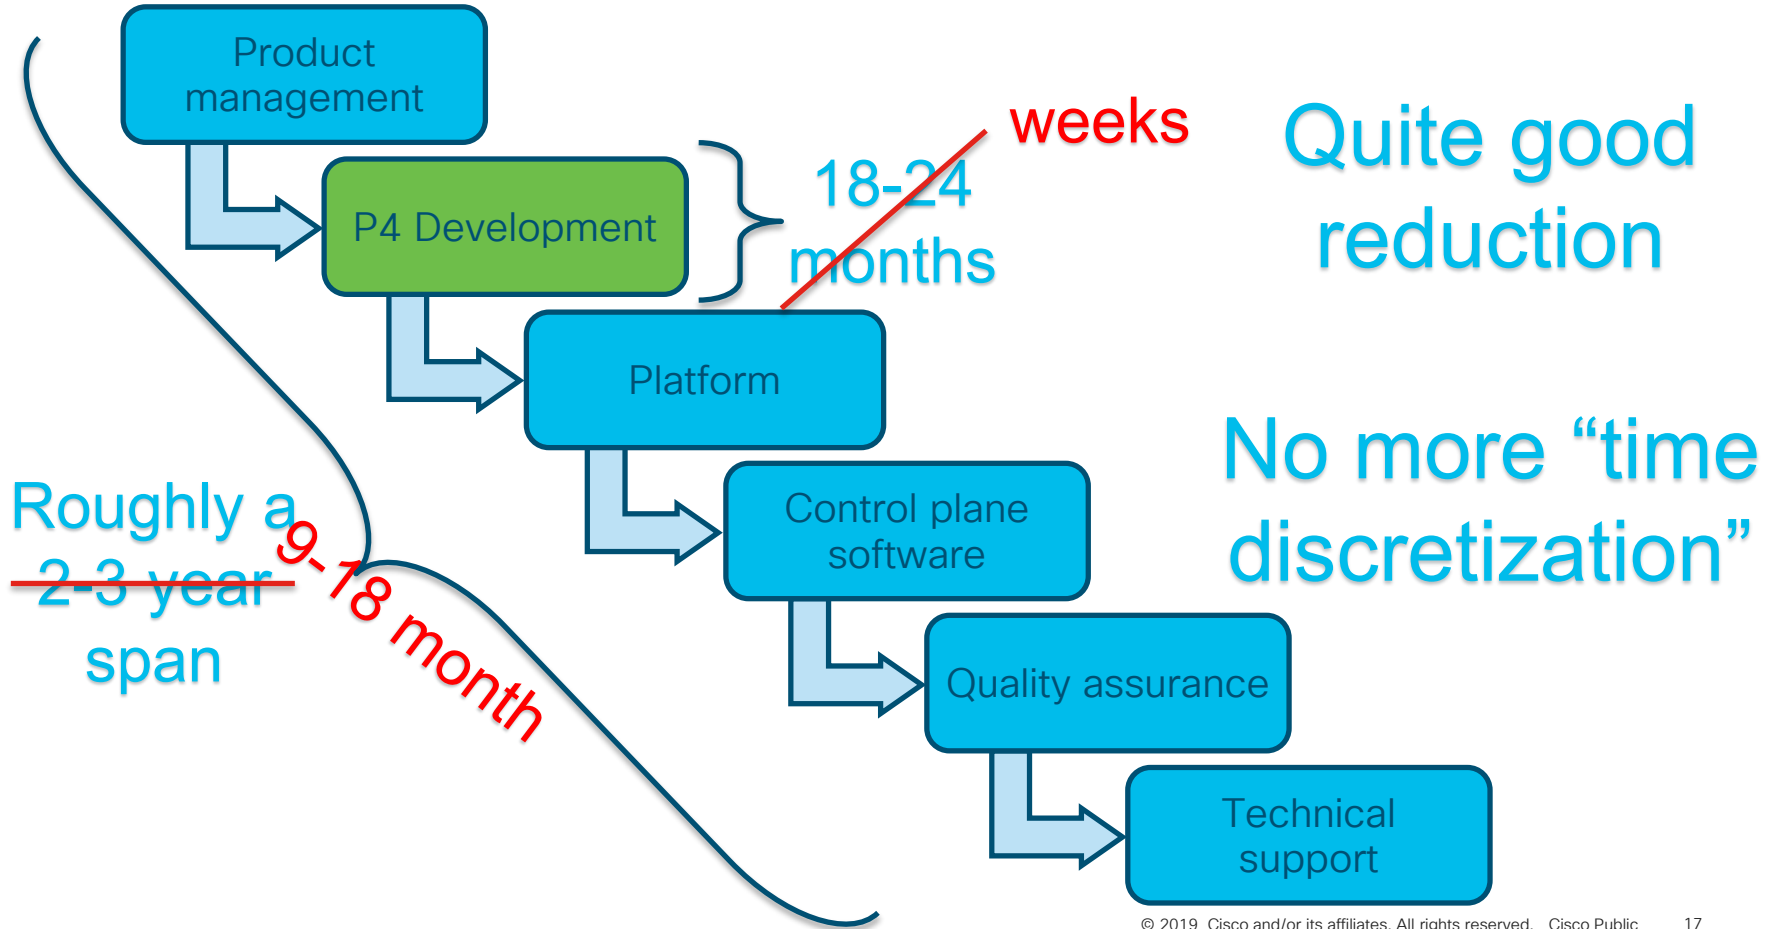 Product
management
P4 Development
18-24
months
weeks
Quite good
reduction
Platform
Control plane
software
No more “time
discretization”
Roughly a
2-3 year
span
9-18 month
Quality assurance
Technical
support
© 2019 Cisco and/or its affiliates. All rights reserved. Cisco Public 17